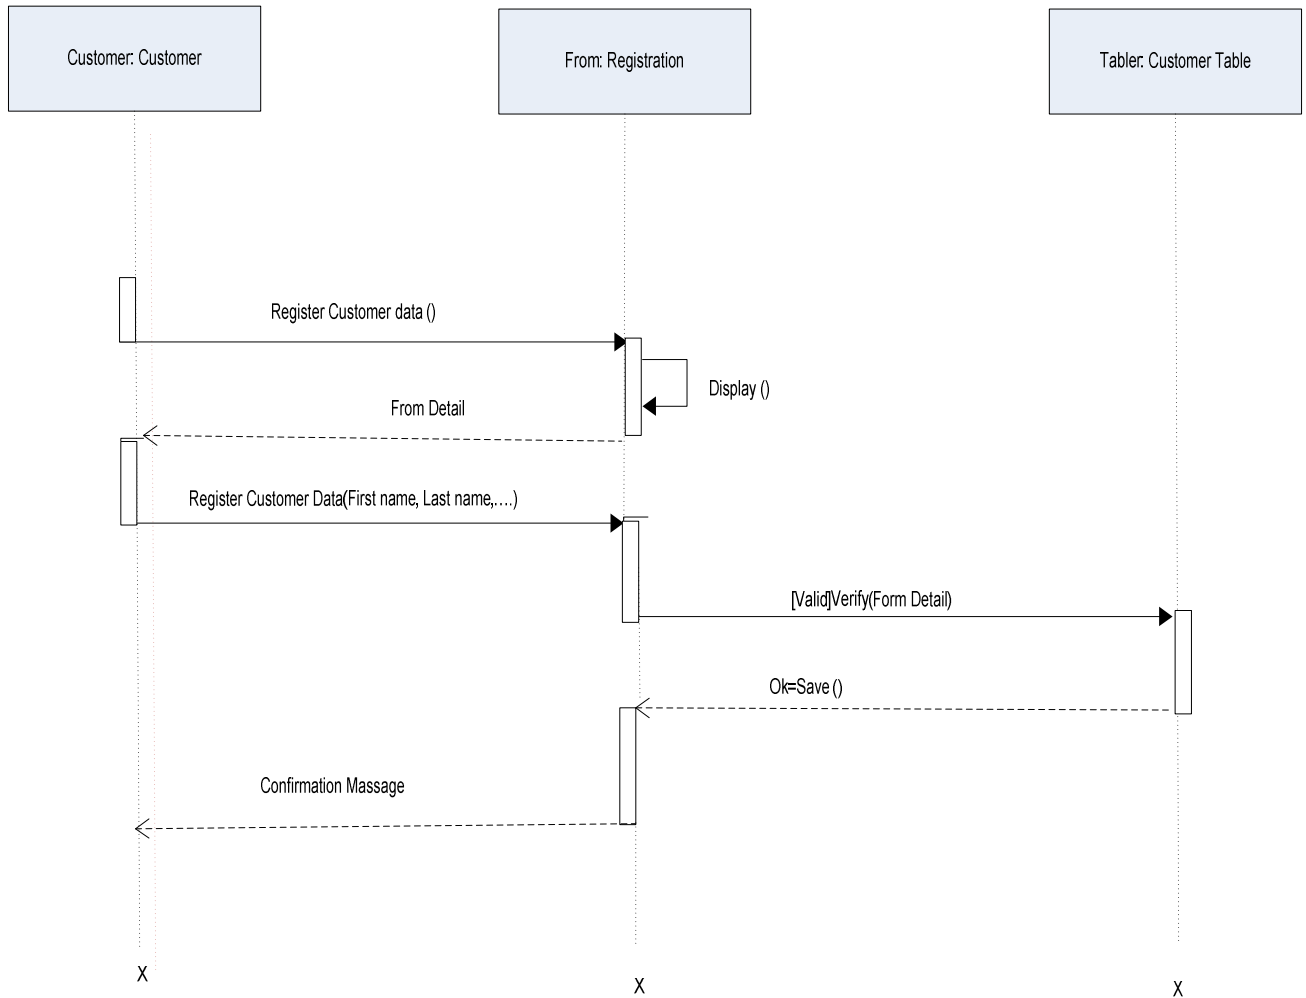 Customer: Customer
From: Registration
Tabler: Customer Table
Register Customer data ()
Display ()
From Detail
Register Customer Data(First name, Last name,....)
[Valid]Verify(Form Detail)
Ok=Save ()
Confirmation Massage
X
X
X